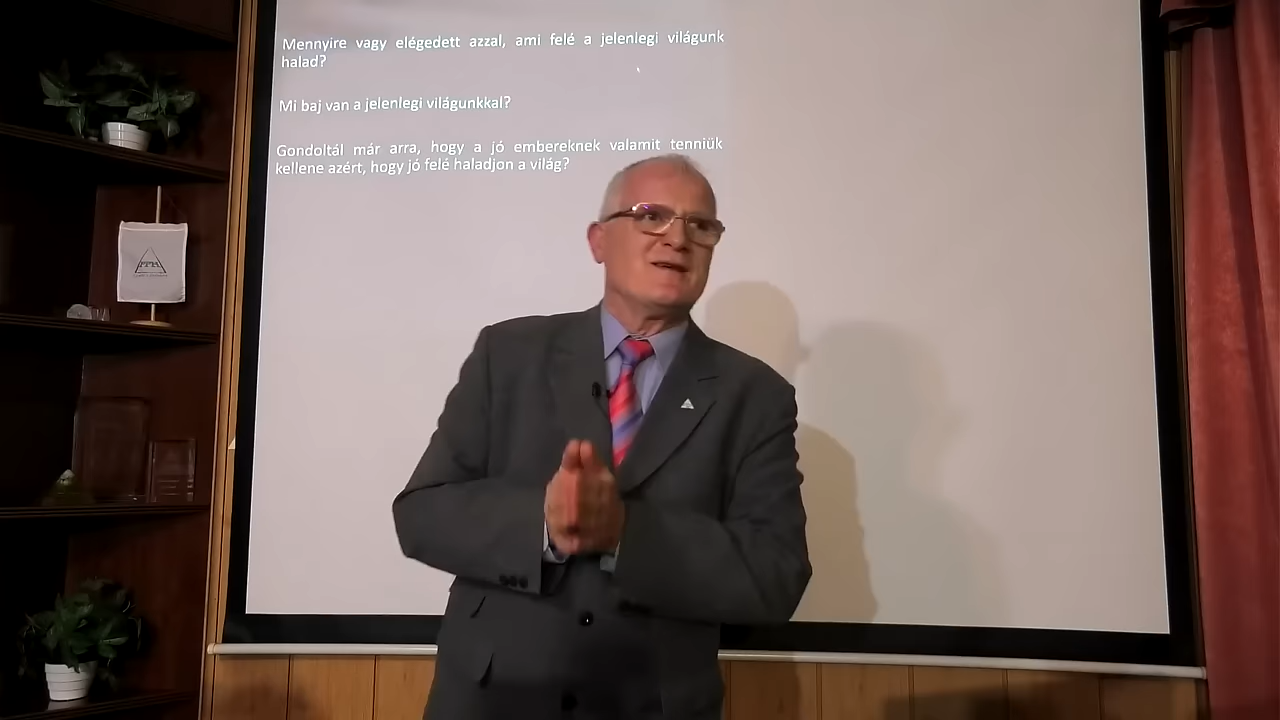 Mennyire vagy elégedett azzal, ami felé a jelenlegi világunk
halad?
Mi baj van a jelenlegi világunkkal?
Gondoltál már arra, hogy a jó embereknek valamit tenniük
kellene azért, hogy jó felé haladjon a világ?